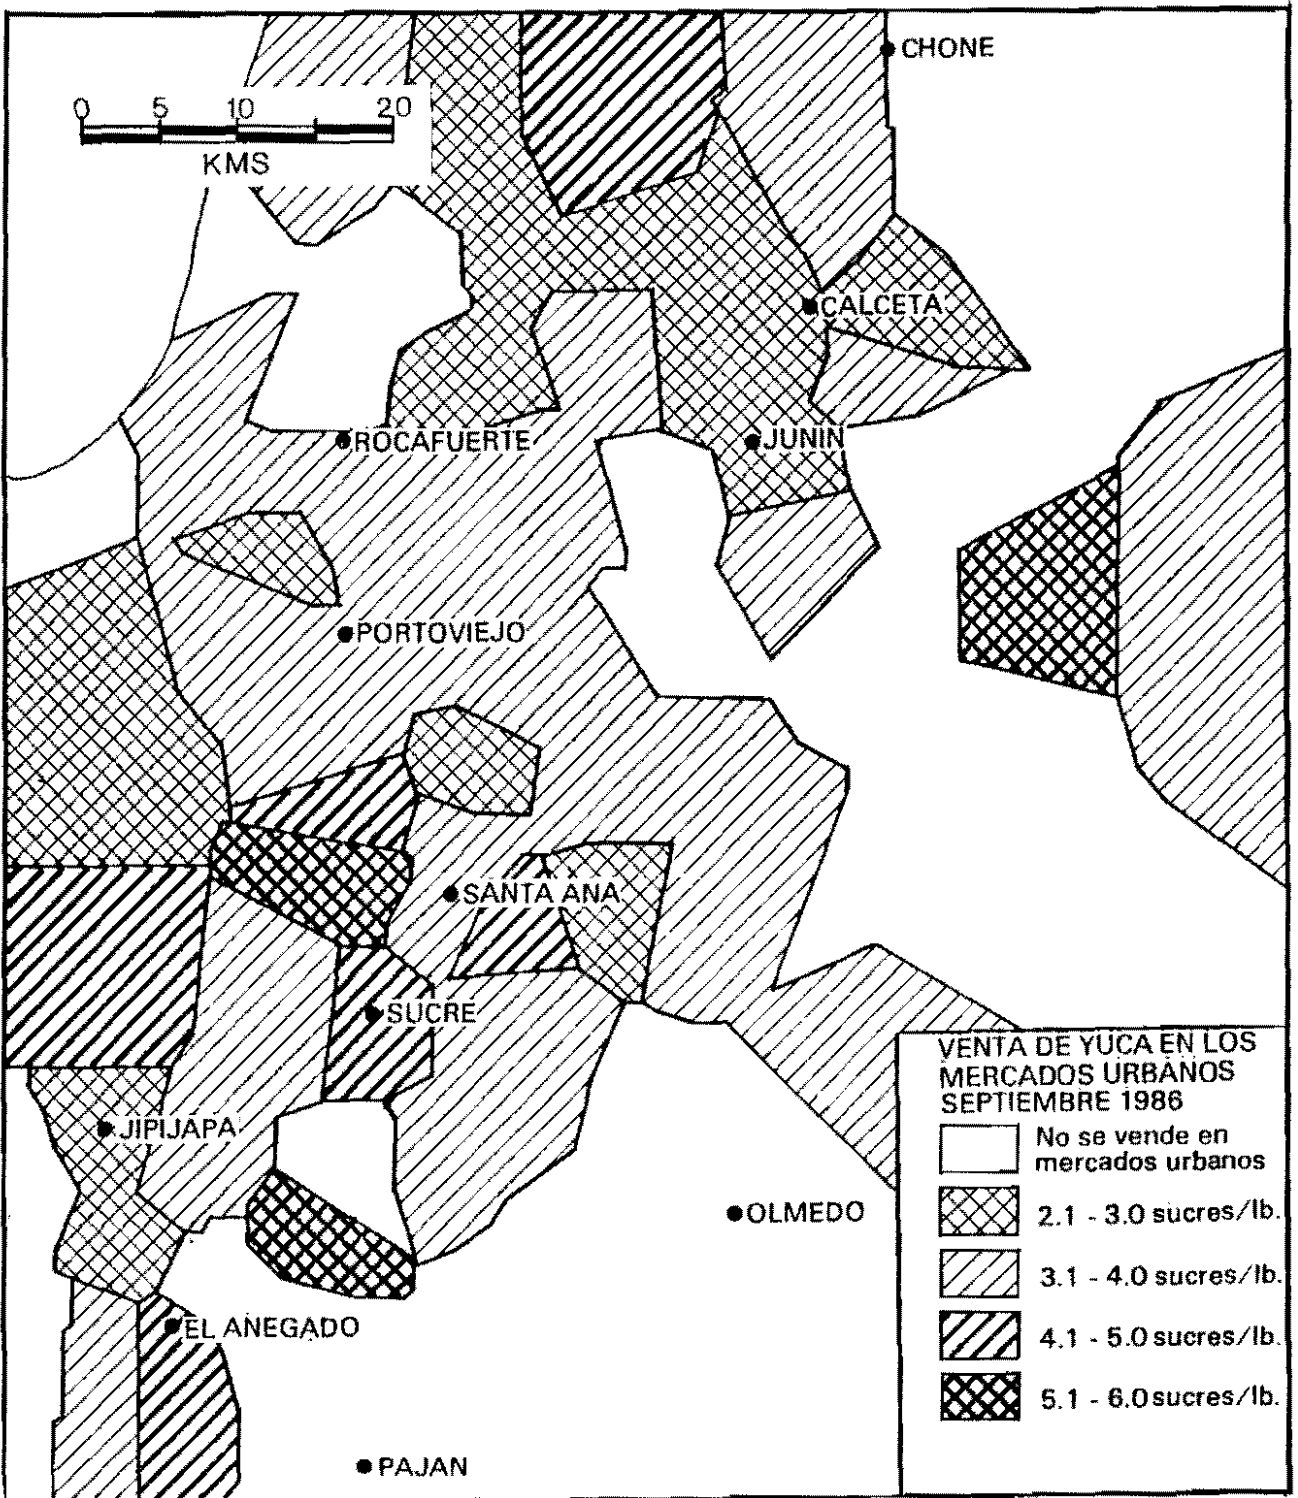 CHONE
0 5 10 20
KMS
CALCETA
ROCAFUERTE
JUNIN
PORTOVIEJO
SANTA ANA
SUCRE
VENTA DE YUCA EN LOS
MERCADOS URBANOS
SEPTIEMBRE 1986
No se vende en
mercados urbanos
2.1 - 3.0 sucres/lb.
3.1 - 4.0 sucres/lb.
4.1 - 5.0 sucres/lb.
5.1 - 6.0 sucres/lb.
JIPIJAPA
OLMEDO
EL ANEGADO
PAJAN